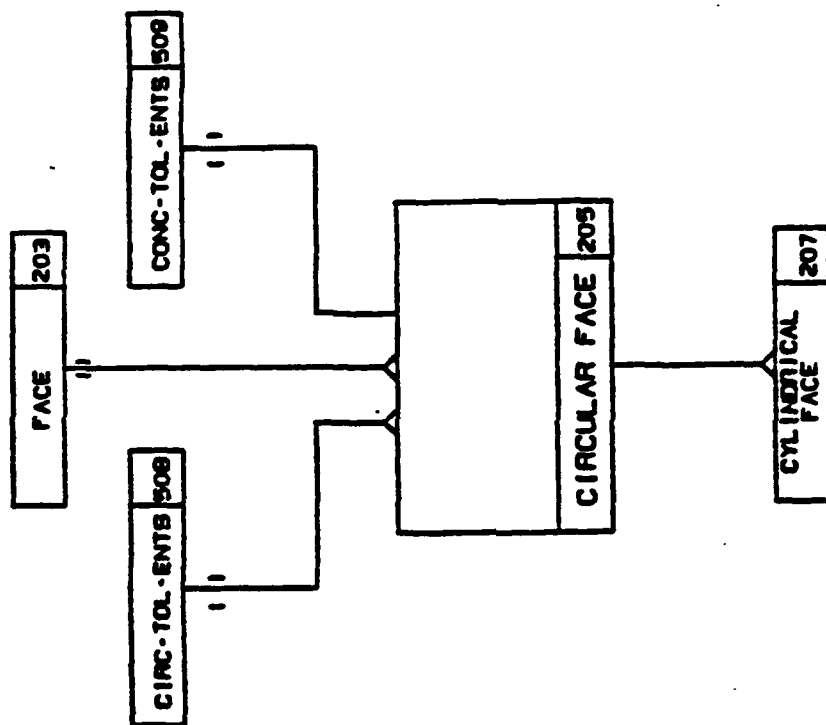 FACE 203
CIRC-TOL-ENTS 508
CONC-TOL-ENTS 509
CIRCULAR FACE 205
CYLINDRICAL
FACE
207